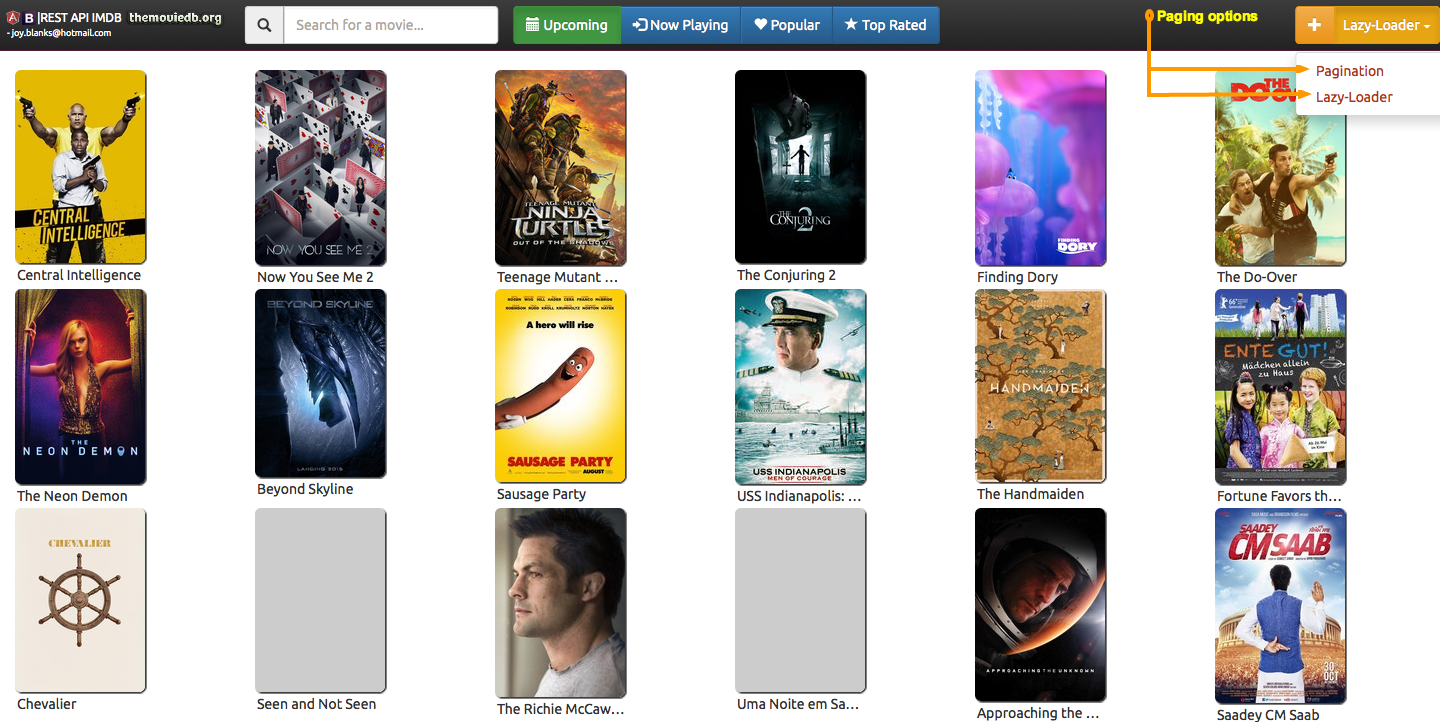 B |REST API IMDB themoviedb.org
- joy.blanks@hotmail.com
Search for a movie...
Upcoming
Now Playing
Popular
Top Rated
Paging options
Lazy-Loader
Pagination
Lazy-Loader
CENTRAL
INTELLIGENCE
NOW YOU SEE ME 2
TEENAGE MUTANT
NINJA
TURTLES
OUT OF THE SHADOWS
THE
CONJURING
2
FINDING
DORY
THE
Central Intelligence
Now You See Me 2
Teenage Mutant ...
The Conjuring 2
Finding Dory
The Do-Over
THE
NEON DEMON
BEYOND SKYLINE
A hero will rise
SAUSAGE PARTY
AUGUST
USS INDIANAPOLIS
MEN OF COURAGE
HANDMAIDEN
ENTE GUT!
Mädchen allein
zu Haus
The Neon Demon
Beyond Skyline
Sausage Party
USS Indianapolis: ...
The Handmaiden
Fortune Favors th...
CHEVALIER
APPROACHING THE UNKNOWN
SAADEY
CM SAAB
30
OCT
Chevalier
Seen and Not Seen
The Richie McCaw...
Uma Noite em Sa...
Approaching the ...
Saadey CM Saab